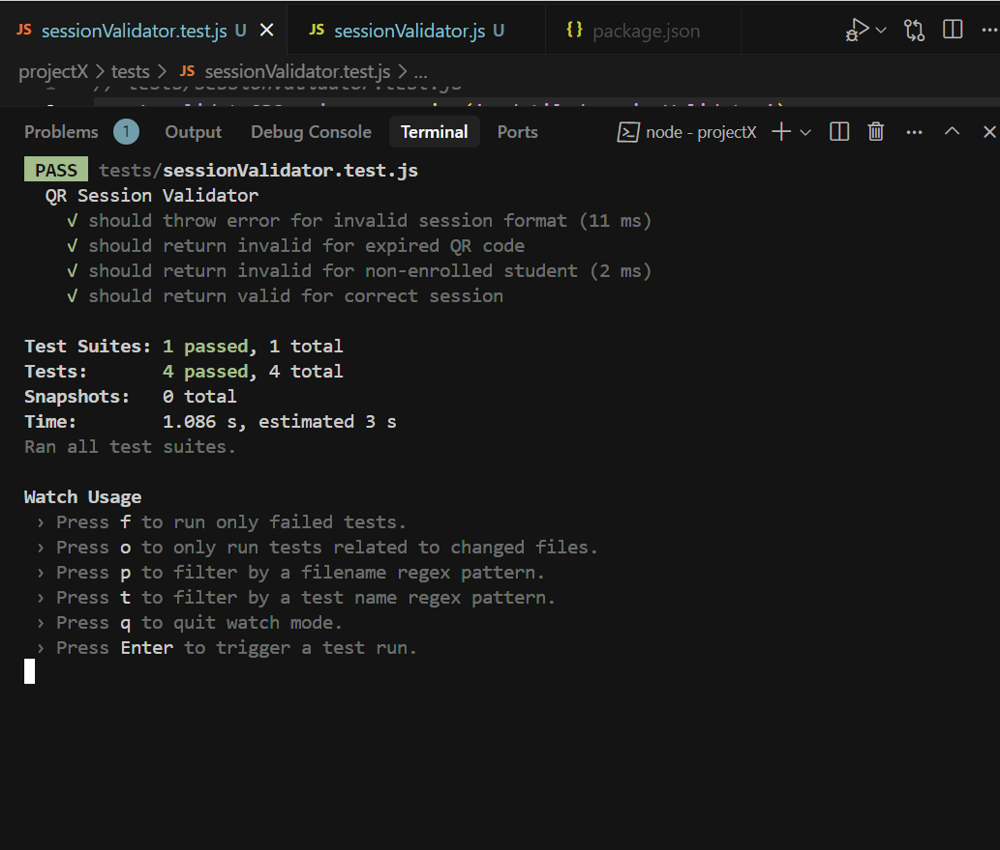 JS sessionValidator.test.js U ×
JS sessionValidator.js U
{} package.json
projectX > tests > JS sessionValidator.test.js > ...
1 // tests/sessionValidator.test.js
Problems 1 Output Debug Console Terminal Ports node - projectX
PASS tests/sessionValidator.test.js
QR Session Validator
√ should throw error for invalid session format (11 ms)
√ should return invalid for expired QR code
√ should return invalid for non-enrolled student (2 ms)
√ should return valid for correct session
Test Suites: 1 passed, 1 total
Tests: 4 passed, 4 total
Snapshots: 0 total
Time: 1.086 s, estimated 3 s
Ran all test suites.
Watch Usage
› Press f to run only failed tests.
› Press o to only run tests related to changed files.
› Press p to filter by a filename regex pattern.
› Press t to filter by a test name regex pattern.
› Press q to quit watch mode.
› Press Enter to trigger a test run.